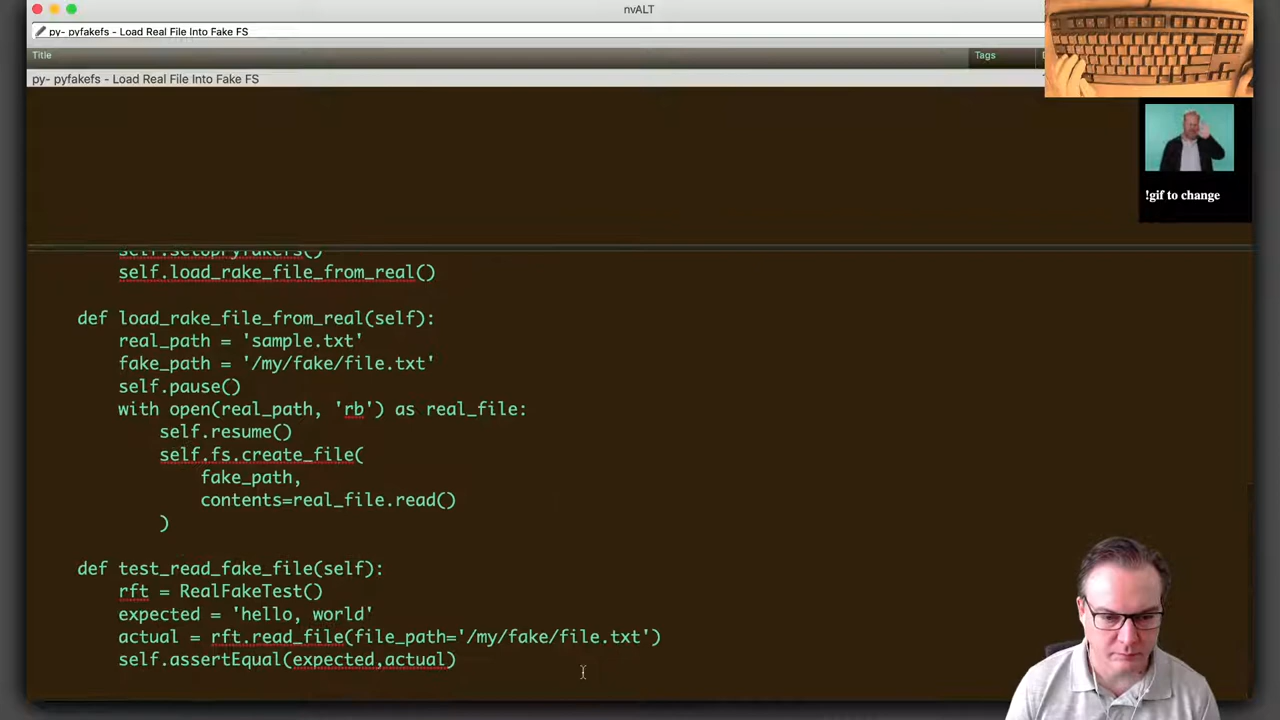 nvALT
py- pyfakefs - Load Real File Into Fake FS
Title
Tags
py- pyfakefs - Load Real File Into Fake FS
!gif to change
self.setUpPyfakefs()
self.load_rake_file_from_real()
def load_rake_file_from_real(self):
real_path = 'sample.txt'
fake_path = '/my/fake/file.txt'
self.pause()
with open(real_path, 'rb') as real_file:
self.resume()
self.fs.create_file(
fake_path,
contents=real_file.read()
)
def test_read_fake_file(self):
rft = RealFakeTest()
expected = 'hello, world'
actual = rft.read_file(file_path='/my/fake/file.txt')
self.assertEqual(expected,actual)